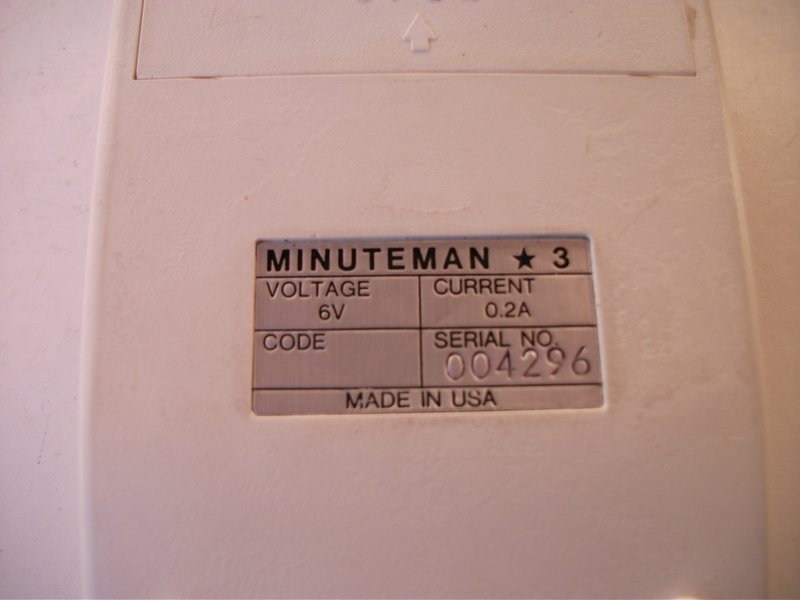 MINUTEMAN ★ 3
VOLTAGE
6V
CURRENT
0.2A
CODE
SERIAL NO.
004296
MADE IN USA